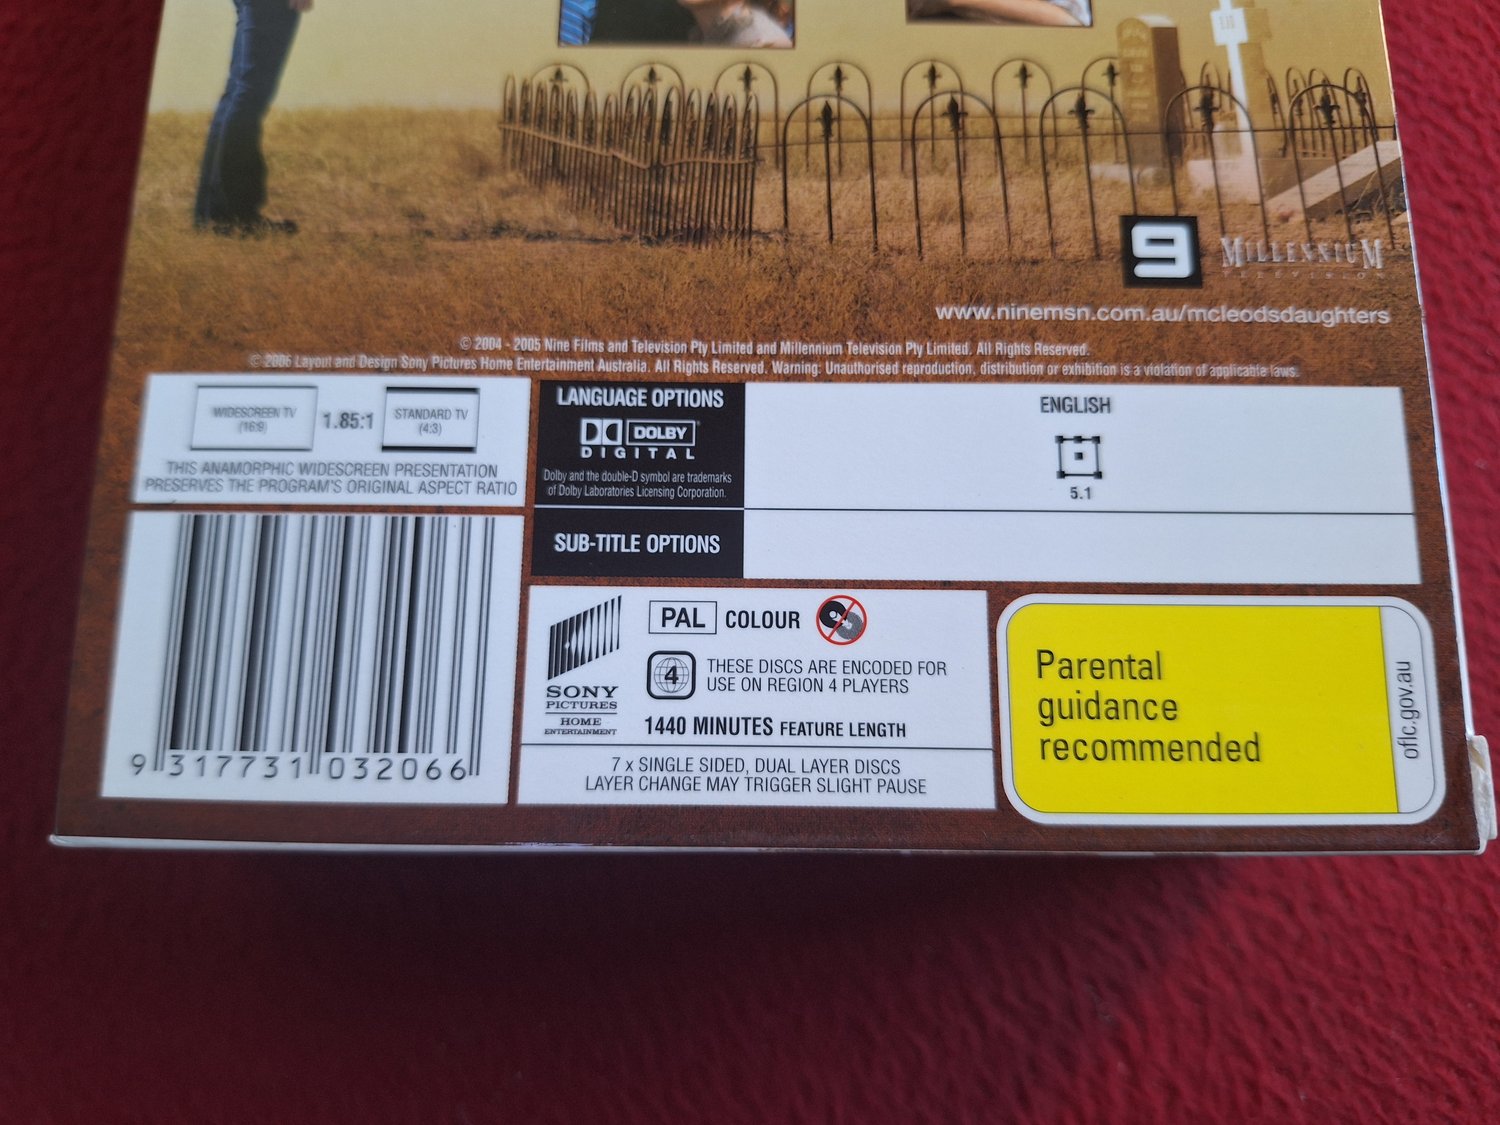 9
MILLENNIUM
TELEVISION
www.ninemsn.com.au/mcleodsdaughters
© 2004 - 2005 Nine Films and Television Pty Limited and Millennium Television Pty Limited. All Rights Reserved.
© 2006 Layout and Design Sony Pictures Home Entertainment Australia. All Rights Reserved. Warning: Unauthorised reproduction, distribution or exhibition is a violation of applicable laws.
WIDESCREEN TV
(16:9)
1.85:1
STANDARD TV
(4:3)
THIS ANAMORPHIC WIDESCREEN PRESENTATION
PRESERVES THE PROGRAM'S ORIGINAL ASPECT RATIO
LANGUAGE OPTIONS
DOLBY
DIGITAL
Dolby and the double-D symbol are trademarks
of Dolby Laboratories Licensing Corporation.
ENGLISH
5.1
SUB-TITLE OPTIONS
9 317731 032066
SONY
PICTURES
HOME
ENTERTAINMENT
PAL COLOUR
4
THESE DISCS ARE ENCODED FOR
USE ON REGION 4 PLAYERS
1440 MINUTES FEATURE LENGTH
7 x SINGLE SIDED, DUAL LAYER DISCS
LAYER CHANGE MAY TRIGGER SLIGHT PAUSE
Parental
guidance
recommended
oflc.gov.au